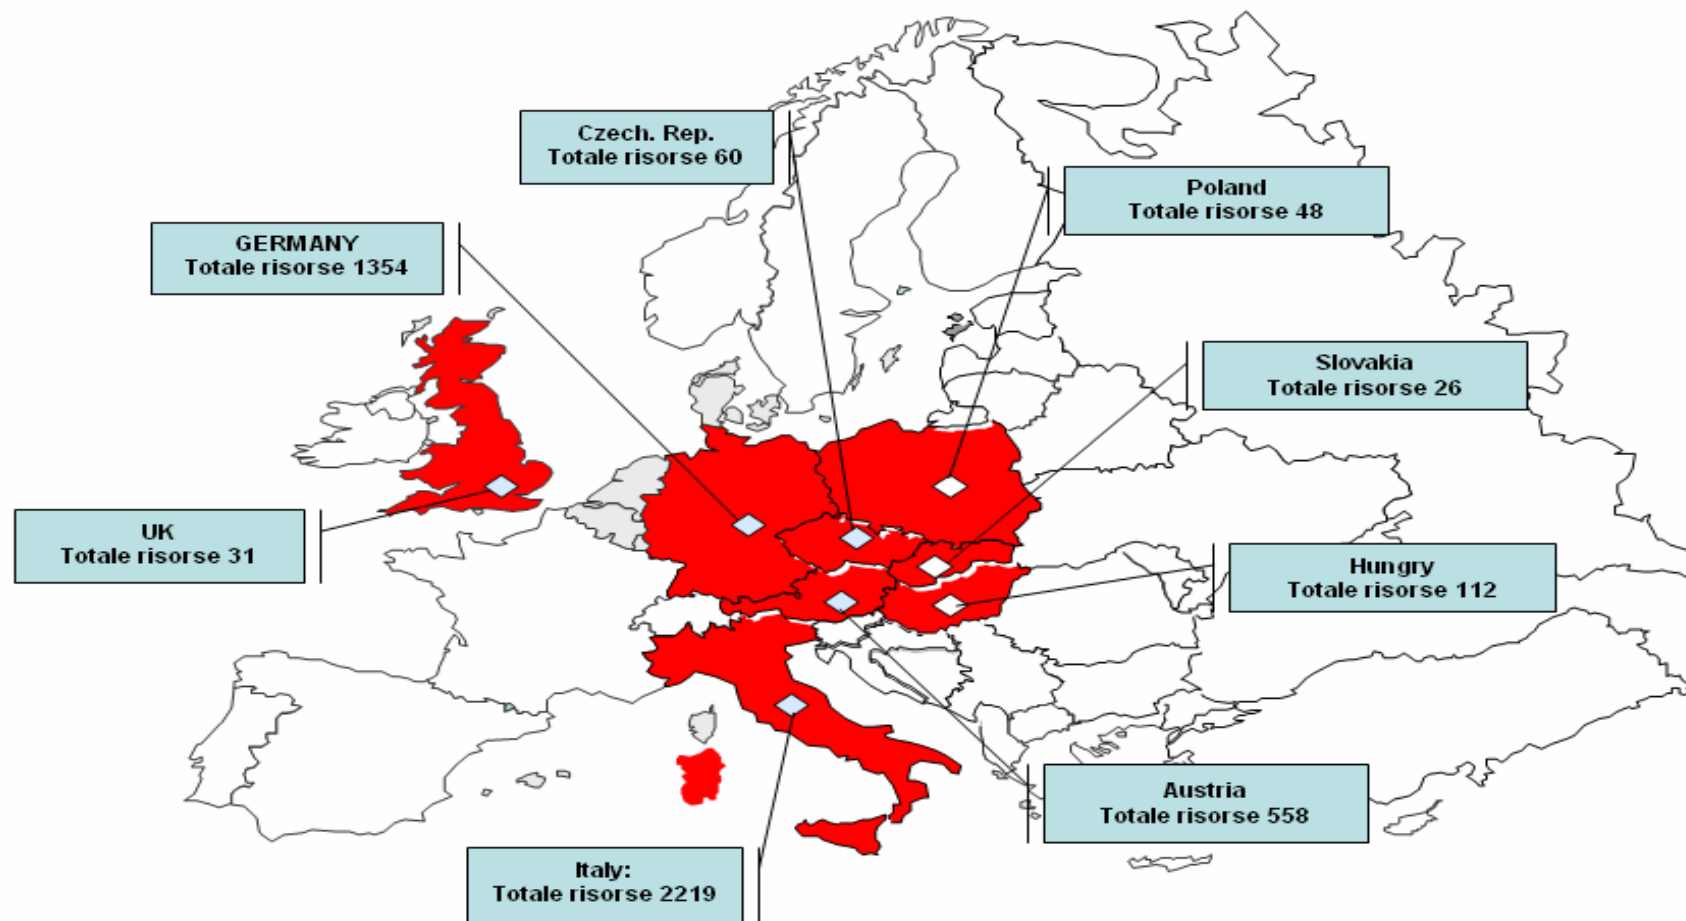 Czech. Rep.
Totale risorse 60
Poland
Totale risorse 48
GERMANY
Totale risorse 1354
Slovakia
Totale risorse 26
UK
Totale risorse 31
Hungry
Totale risorse 112
Austria
Totale risorse 558
Italy:
Totale risorse 2219